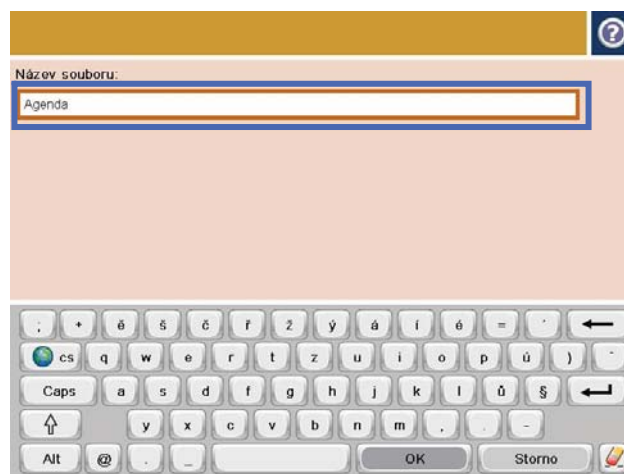 ?
Název souboru:
Agenda
; + ě š č ř ž ý á í é = ´
cs q w e r t z u i o p ú )
Caps a s d f g h j k l ů §
y x c v b n m , . -
Alt @ . _ OK Storno